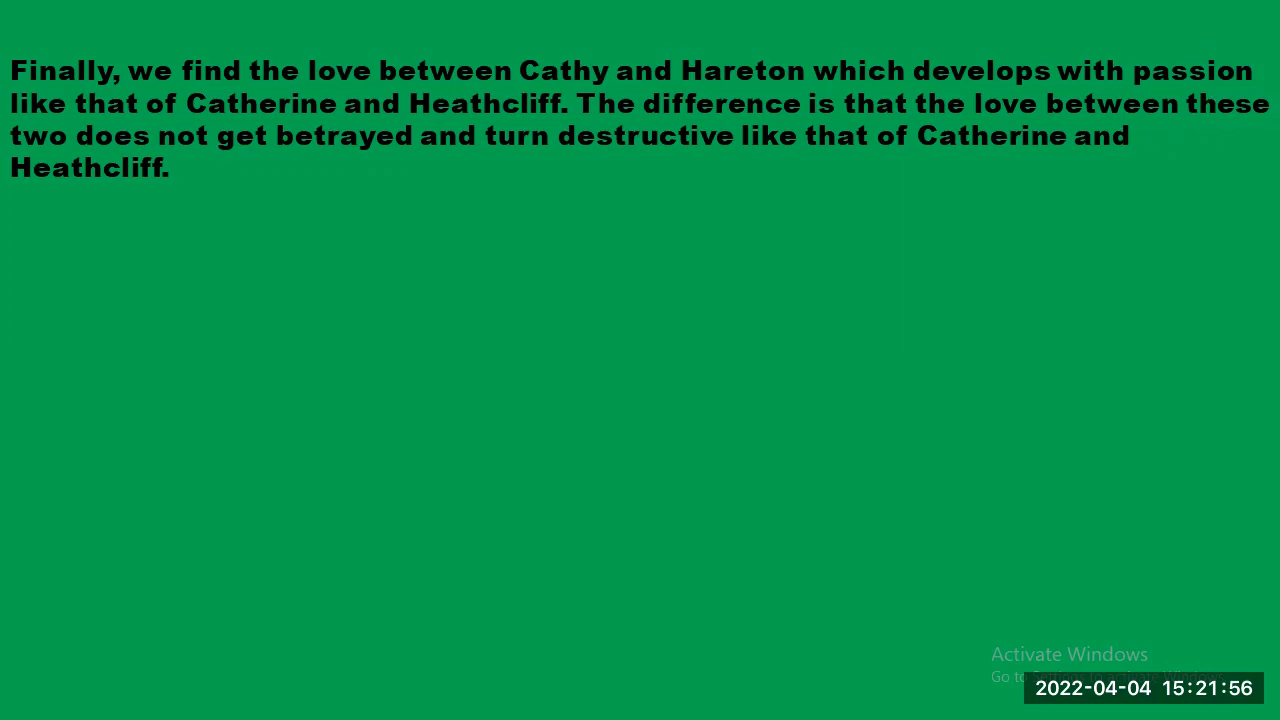 Finally, we find the love between Cathy and Hareton which develops with passion
like that of Catherine and Heathcliff. The difference is that the love between these
two does not get betrayed and turn destructive like that of Catherine and
Heathcliff.
Activate Windows
Go to
2022-04-04 15:21:56